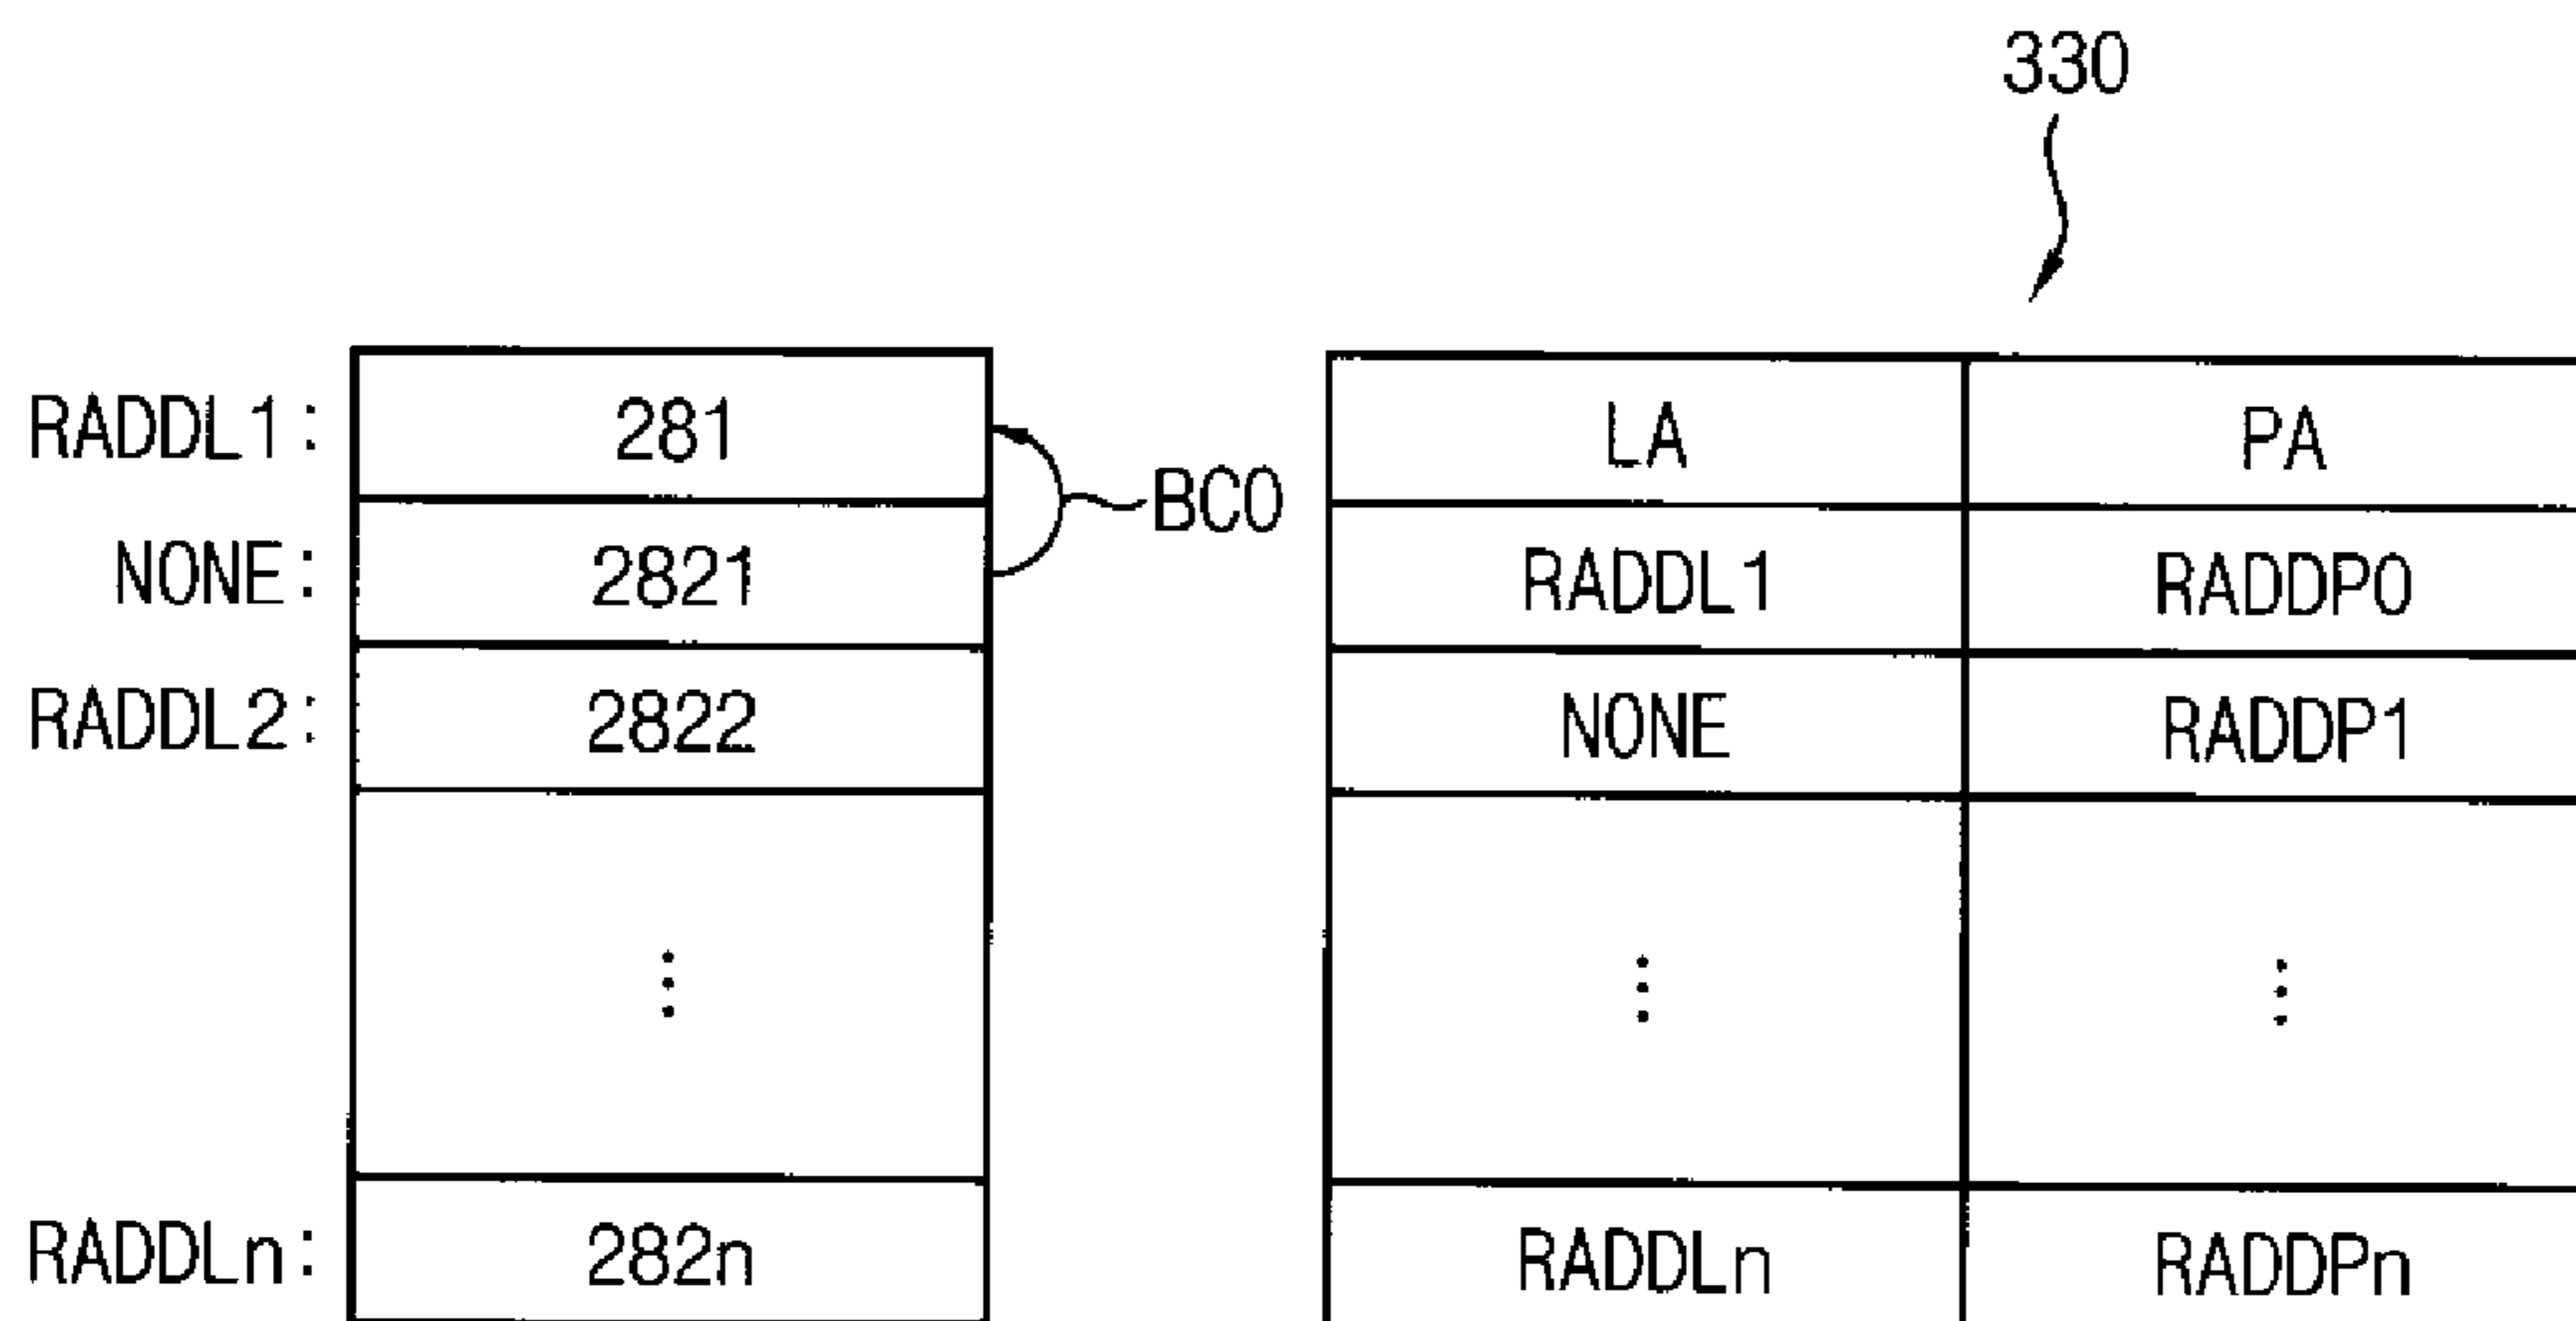 330
RADDL1: 281
BC0
NONE: 2821
RADDL2: 2822
⋮
RADDLn: 282n
LA PA
RADDL1 RADDP0
NONE RADDP1
⋮ ⋮
RADDLn RADDPn